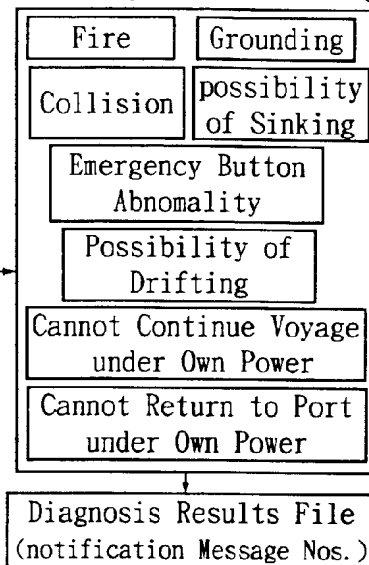 Fire
Grounding
Collision
possibility
of Sinking
Emergency Button
Abnomality
Possibility of
Drifting
Cannot Continue Voyage
under Own Power
Cannot Return to Port
under Own Power
Diagnosis Results File
(notification Message Nos.)